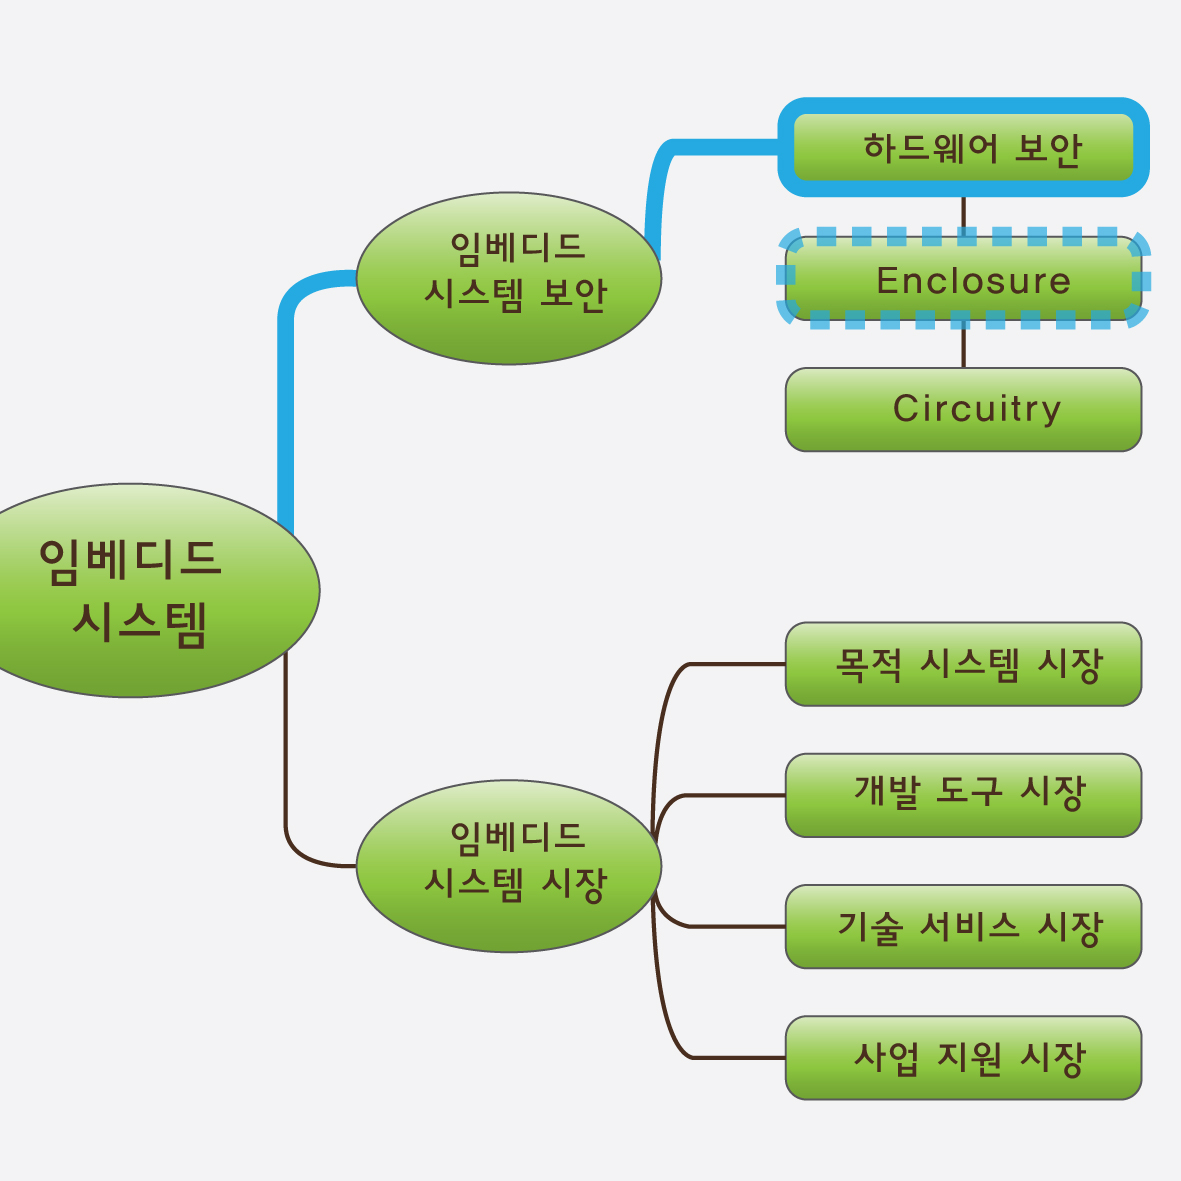 하드웨어 보안
임베디드
시스템 보안
Enclosure
Circuitry
임베디드
시스템
목적 시스템 시장
개발 도구 시장
임베디드
시스템 시장
기술 서비스 시장
사업 지원 시장